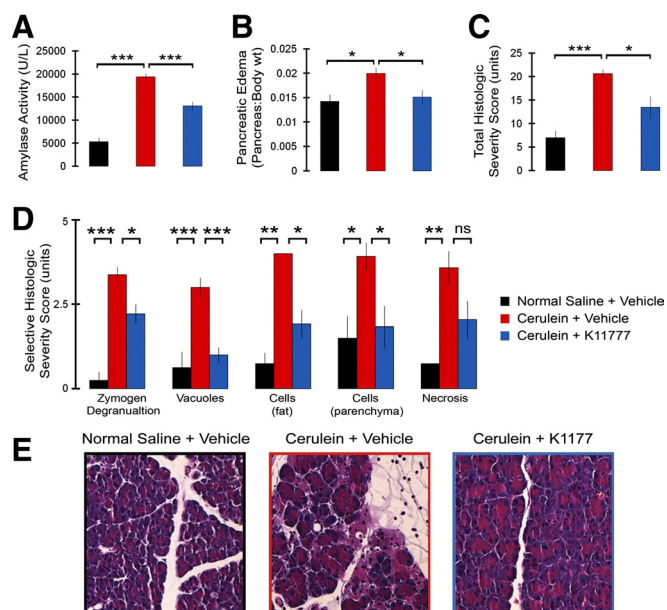 A
Amylase Activity (U/L)
25000
20000
15000
10000
5000
0
***
***
B
Pancreatic Edema
(Pancreas:Body wt)
0.025
0.02
0.015
0.01
0.005
0
*
*
C
Total Histologic
Severity Score (units)
25
20
15
10
5
0
***
*
D
Selective Histologic
Severity Score (units)
5
2.5
0
*** *
*** ***
** *
* *
** ns
Zymogen
Degranualtion
Vacuoles
Cells
(fat)
Cells
(parenchyma)
Necrosis
Normal Saline + Vehicle
Cerulein + Vehicle
Cerulein + K11777
E
Normal Saline + Vehicle
Cerulein + Vehicle
Cerulein + K1177